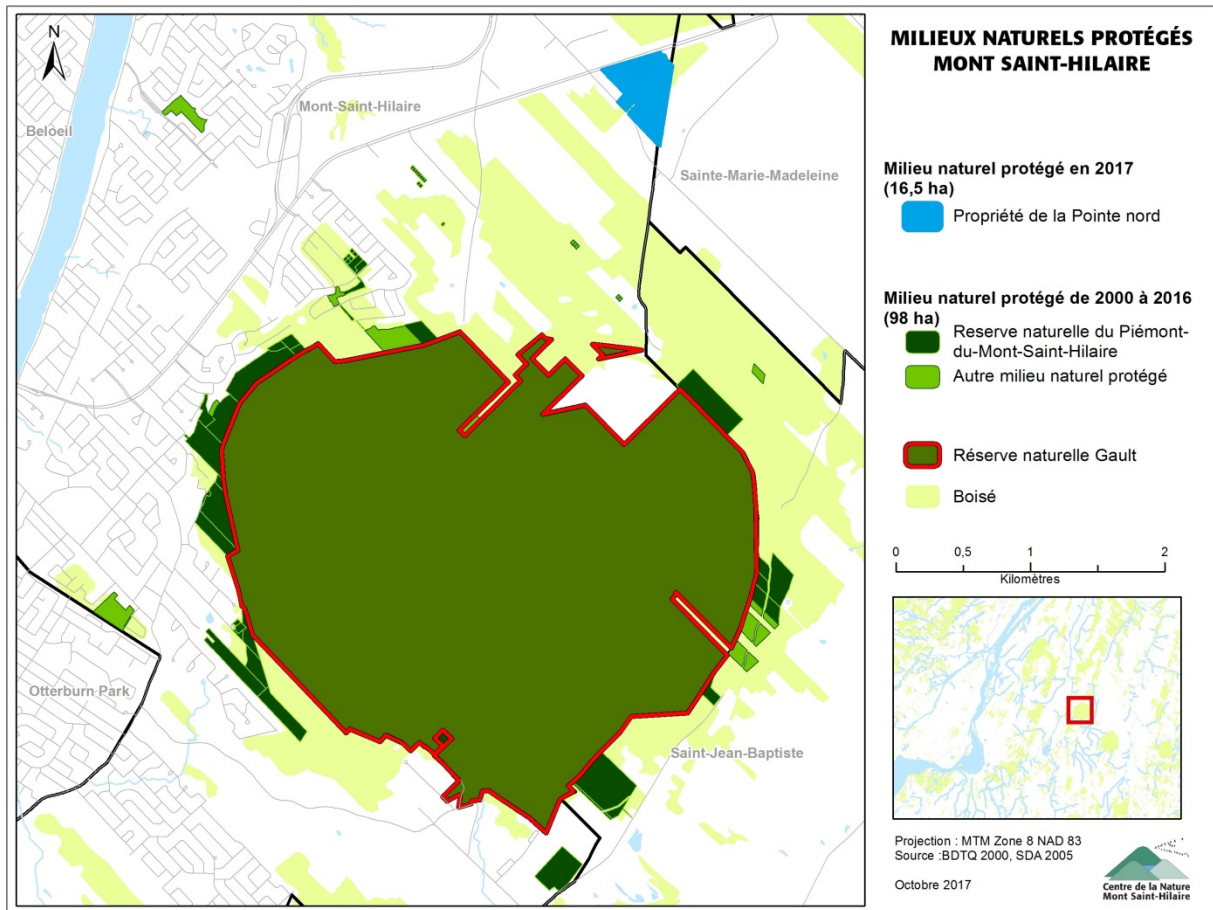 N
Beloeil
Mont-Saint-Hilaire
Sainte-Marie-Madeleine
Otterburn Park
Saint-Jean-Baptiste
MILIEUX NATURELS PROTÉGÉS
MONT SAINT-HILAIRE
Milieu naturel protégé en 2017
(16,5 ha)
Propriété de la Pointe nord
Milieu naturel protégé de 2000 à 2016
(98 ha)
Reserve naturelle du Piémont-
du-Mont-Saint-Hilaire
Autre milieu naturel protégé
Réserve naturelle Gault
Boisé
0 0,5 1 2
Kilomètres
Projection : MTM Zone 8 NAD 83
Source :BDTQ 2000, SDA 2005
Octobre 2017
Centre de la Nature
Mont Saint-Hilaire